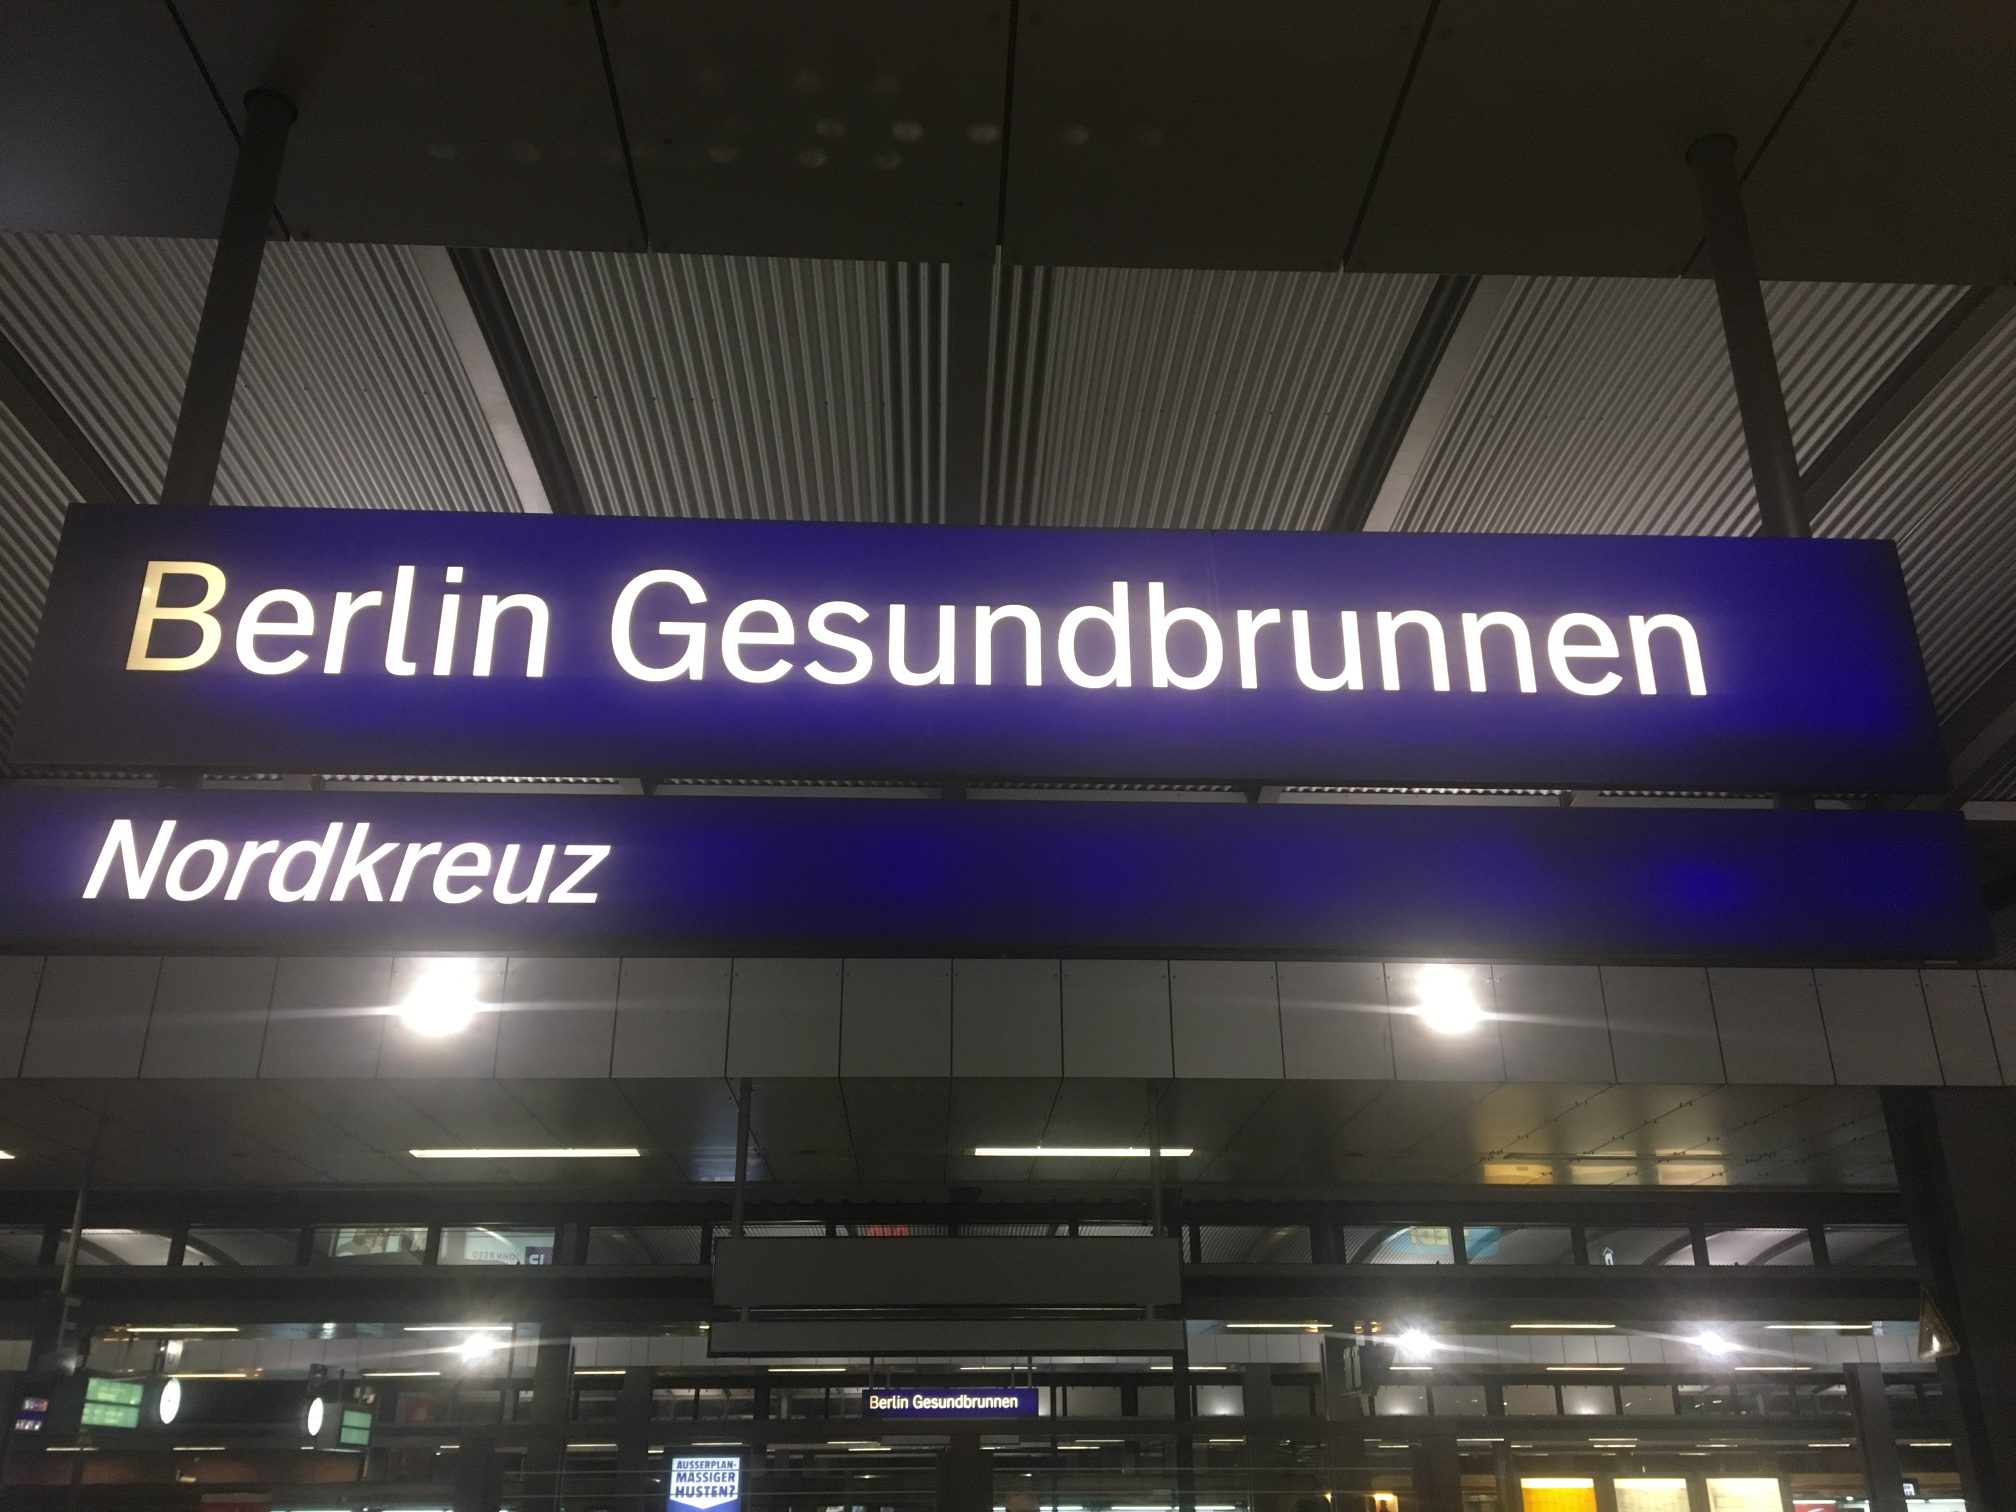 Berlin Gesundbrunnen
Nordkreuz
Berlin Gesundbrunnen
AUSSERPLAN-
MÄSSIGER
HUSTEN?